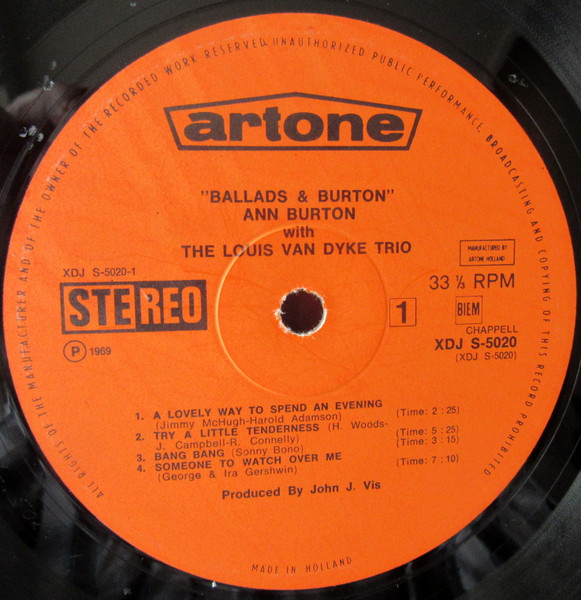 ALL RIGHTS OF THE MANUFACTURER AND OF THE OWNER OF THE RECORDED WORK RESERVED. UNAUTHORIZED PUBLIC PERFORMANCE, BROADCASTING AND COPYING OF THIS RECORD PROHIBITED
artone
"BALLADS & BURTON"
ANN BURTON
with
THE LOUIS VAN DYKE TRIO
MANUFACTURED BY
ARTONE HOLLAND
XDJ S-5020-1
33 ⅓ RPM
STEREO
1
BIEM
CHAPPELL
XDJ S-5020
(XDJ S-5020)
Ⓟ 1969
1. A LOVELY WAY TO SPEND AN EVENING
(Jimmy McHugh-Harold Adamson) (Time: 2 : 25)
2. TRY A LITTLE TENDERNESS (H. Woods-
J. Campbell-R. Connelly) (Time: 5 : 25)
3. BANG BANG (Sonny Bono) (Time: 3 : 15)
4. SOMEONE TO WATCH OVER ME
(George & Ira Gershwin) (Time: 7 : 10)
Produced By John J. Vis
MADE IN HOLLAND